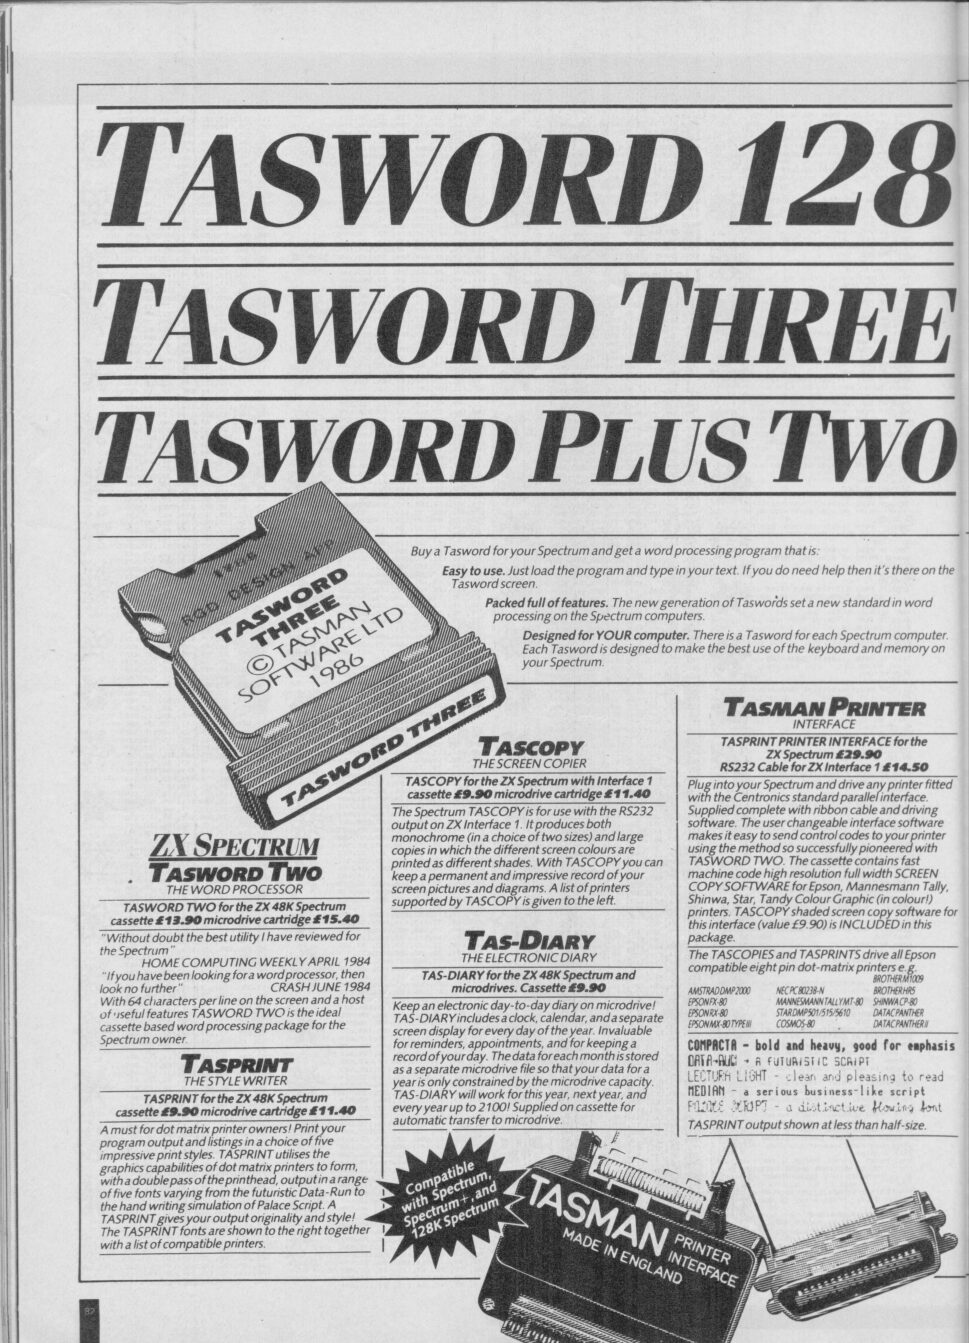 TASWORD 128
TASWORD THREE
TASWORD PLUS TWO
1986
RGD DESIGN APP
TASWORD
THREE
© TASMAN
SOFTWARE LTD
1986
TASWORD THREE
Buy a Tasword for your Spectrum and get a word processing program that is:
Easy to use. Just load the program and type in your text. If you do need help then it's there on the
Tasword screen.
Packed full of features. The new generation of Taswords set a new standard in word
processing on the Spectrum computers.
Designed for YOUR computer. There is a Tasword for each Spectrum computer.
Each Tasword is designed to make the best use of the keyboard and memory on
your Spectrum.
ZX SPECTRUM
TASWORD TWO
THE WORD PROCESSOR
TASWORD TWO for the ZX 48K Spectrum
cassette £13.90 microdrive cartridge £15.40
"Without doubt the best utility I have reviewed for
the Spectrum"
HOME COMPUTING WEEKLY APRIL 1984
"If you have been looking for a word processor, then
look no further" CRASH JUNE 1984
With 64 characters per line on the screen and a host
of useful features TASWORD TWO is the ideal
cassette based word processing package for the
Spectrum owner.
TASPRINT
THE STYLE WRITER
TASPRINT for the ZX 48K Spectrum
cassette £9.90 microdrive cartridge £11.40
A must for dot matrix printer owners! Print your
program output and listings in a choice of five
impressive print styles. TASPRINT utilises the
graphics capabilities of dot matrix printers to form,
with a double pass of the printhead, output in a range
of five fonts varying from the futuristic Data-Run to
the hand writing simulation of Palace Script. A
TASPRINT gives your output originality and style!
The TASPRINT fonts are shown to the right together
with a list of compatible printers.
TASCOPY
THE SCREEN COPIER
TASCOPY for the ZX Spectrum with Interface 1
cassette £9.90 microdrive cartridge £11.40
The Spectrum TASCOPY is for use with the RS232
output on ZX Interface 1. It produces both
monochrome (in a choice of two sizes) and large
copies in which the different screen colours are
printed as different shades. With TASCOPY you can
keep a permanent and impressive record of your
screen pictures and diagrams. A list of printers
supported by TASCOPY is given to the left.
TAS-DIARY
THE ELECTRONIC DIARY
TAS-DIARY for the ZX 48K Spectrum and
microdrives. Cassette £9.90
Keep an electronic day-to-day diary on microdrive!
TAS-DIARY includes a clock, calendar, and a separate
screen display for every day of the year. Invaluable
for reminders, appointments, and for keeping a
record of your day. The data for each month is stored
as a separate microdrive file so that your data for a
year is only constrained by the microdrive capacity.
TAS-DIARY will work for this year, next year, and
every year up to 2100! Supplied on cassette for
automatic transfer to microdrive.
Compatible
with Spectrum,
Spectrum+, and
128K Spectrum
TASMAN PRINTER
INTERFACE
TASPRINT PRINTER INTERFACE for the
ZX Spectrum £29.90
RS232 Cable for ZX Interface 1 £14.50
Plug into your Spectrum and drive any printer fitted
with the Centronics standard parallel interface.
Supplied complete with ribbon cable and driving
software. The user changeable interface software
makes it easy to send control codes to your printer
using the method so successfully pioneered with
TASWORD TWO. The cassette contains fast
machine code high resolution full width SCREEN
COPY SOFTWARE for Epson, Mannesmann Tally,
Shinwa, Star, Tandy Colour Graphic (in colour!)
printers. TASCOPY shaded screen copy software for
this interface (value £9.90) is INCLUDED in this
package.
The TASCOPIES and TASPRINTS drive all Epson
compatible eight pin dot-matrix printers e.g.
BROTHER M1009
AMSTRAD DMP 2000 NEC PC 8023B-N BROTHER HR5
EPSON FX-80 MANNESMANN TALLY MT-80 SHINWA CP-80
EPSON RX-80 STAR DMP 501/515/5610 DATAC PANTHER
EPSON MX-80 TYPE III COSMOS-80 DATAC PANTHER II
COMPACTA - bold and heavy, good for emphasis
DATA-RUN - A FUTURISTIC SCRIPT
LECTURA LIGHT - clean and pleasing to read
MEDIAN - a serious business-like script
PALACE SCRIPT - a distinctive flowing font
TASPRINT output shown at less than half-size.
TASMAN PRINTER
INTERFACE
MADE IN ENGLAND
82